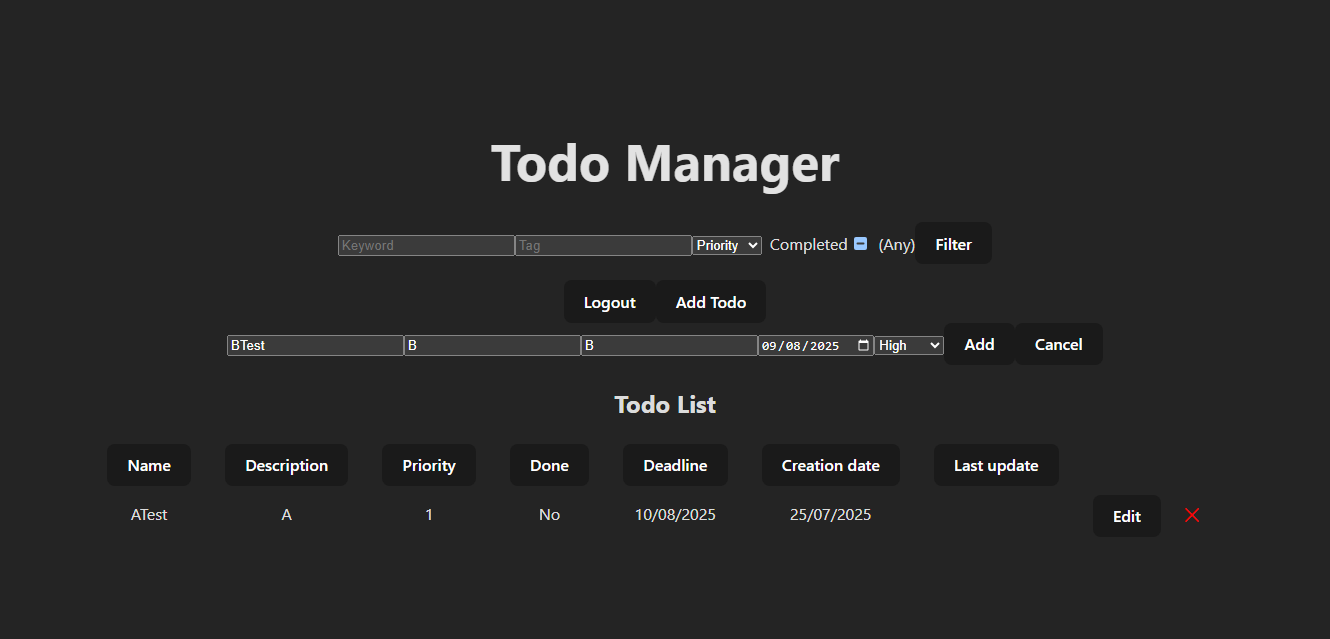 Todo Manager
Keyword Tag Priority Completed (Any) Filter
Logout Add Todo
BTest B B 09/08/2025 High Add Cancel
Todo List
Name Description Priority Done Deadline Creation date Last update
ATest A 1 No 10/08/2025 25/07/2025 Edit